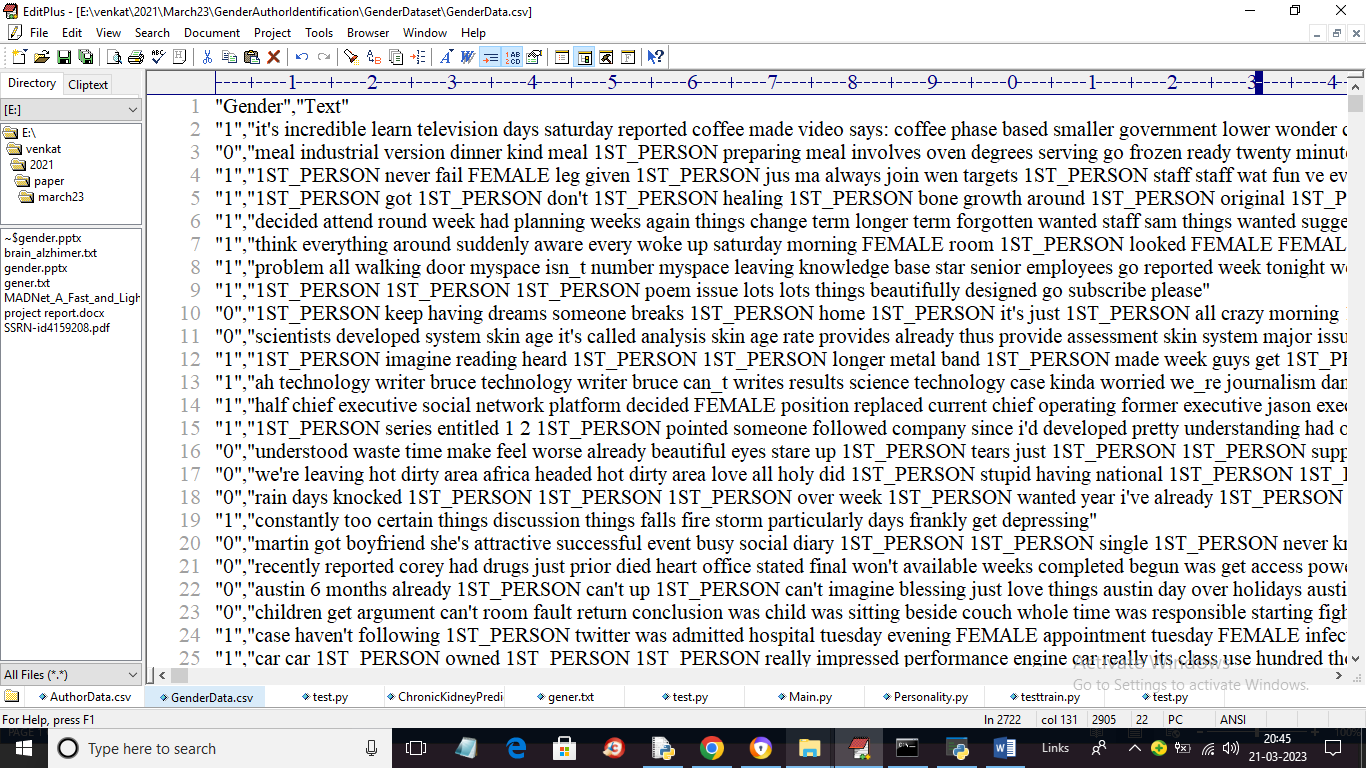 EditPlus - [E:\venkat\2021\March23\GenderAuthorIdentification\GenderDataset\GenderData.csv]
File Edit View Search Document Project Tools Browser Window Help
Directory Cliptext
[E:]
E:\
venkat
2021
paper
march23
~$gender.pptx
brain_alzhimer.txt
gender.pptx
gener.txt
MADNet_A_Fast_and_Ligh
project report.docx
SSRN-id4159208.pdf
All Files (*.*)
----+----1----+----2----+----3----+----4----+----5----+----6----+----7----+----8----+----9----+----0----+----1----+----2----+----3----+----4-
1 "Gender","Text"
2 "1","it's incredible learn television days saturday reported coffee made video says: coffee phase based smaller government lower wonder c
3 "0","meal industrial version dinner kind meal 1ST_PERSON preparing meal involves oven degrees serving go frozen ready twenty minut
4 "1","1ST_PERSON never fail FEMALE leg given 1ST_PERSON jus ma always join wen targets 1ST_PERSON staff staff wat fun ve ev
5 "1","1ST_PERSON got 1ST_PERSON don't 1ST_PERSON healing 1ST_PERSON bone growth around 1ST_PERSON original 1ST_P
6 "1","decided attend round week had planning weeks again things change term longer term forgotten wanted staff sam things wanted sugge
7 "1","think everything around suddenly aware every woke up saturday morning FEMALE room 1ST_PERSON looked FEMALE FEMAL
8 "1","problem all walking door myspace isn_t number myspace leaving knowledge base star senior employees go reported week tonight w
9 "1","1ST_PERSON 1ST_PERSON 1ST_PERSON poem issue lots lots things beautifully designed go subscribe please"
10 "0","1ST_PERSON keep having dreams someone breaks 1ST_PERSON home 1ST_PERSON it's just 1ST_PERSON all crazy morning
11 "0","scientists developed system skin age it's called analysis skin age rate provides already thus provide assessment skin system major issu
12 "1","1ST_PERSON imagine reading heard 1ST_PERSON 1ST_PERSON longer metal band 1ST_PERSON made week guys get 1ST_P
13 "1","ah technology writer bruce technology writer bruce can_t writes results science technology case kinda worried we_re journalism dan
14 "1","half chief executive social network platform decided FEMALE position replaced current chief operating former executive jason exe
15 "1","1ST_PERSON series entitled 1 2 1ST_PERSON pointed someone followed company since i'd developed pretty understanding had c
16 "0","understood waste time make feel worse already beautiful eyes stare up 1ST_PERSON tears just 1ST_PERSON 1ST_PERSON supp
17 "0","we're leaving hot dirty area africa headed hot dirty area love all holy did 1ST_PERSON stupid having national 1ST_PERSON 1ST_
18 "0","rain days knocked 1ST_PERSON 1ST_PERSON 1ST_PERSON over week 1ST_PERSON wanted year i've already 1ST_PERSON
19 "1","constantly too certain things discussion things falls fire storm particularly days frankly get depressing"
20 "0","martin got boyfriend she's attractive successful event busy social diary 1ST_PERSON 1ST_PERSON single 1ST_PERSON never kn
21 "0","recently reported corey had drugs just prior died heart office stated final won't available weeks completed begun was get access powe
22 "0","austin 6 months already 1ST_PERSON can't up 1ST_PERSON can't imagine blessing just love things austin day over holidays austi
23 "0","children get argument can't room fault return conclusion was child was sitting beside couch whole time was responsible starting figh
24 "1","case haven't following 1ST_PERSON twitter was admitted hospital tuesday evening FEMALE appointment tuesday FEMALE infec
25 "1","car car 1ST_PERSON owned 1ST_PERSON 1ST_PERSON really impressed performance engine car really its class use hundred the
Activate Windows
Go to Settings to activate Windows.
AuthorData.csv GenderData.csv test.py ChronicKidneyPredi gener.txt test.py Main.py Personality.py testtrain.py test.py
For Help, press F1 ln 2722 col 131 2905 22 PC ANSI
Type here to search Links 20:45
21-03-2023